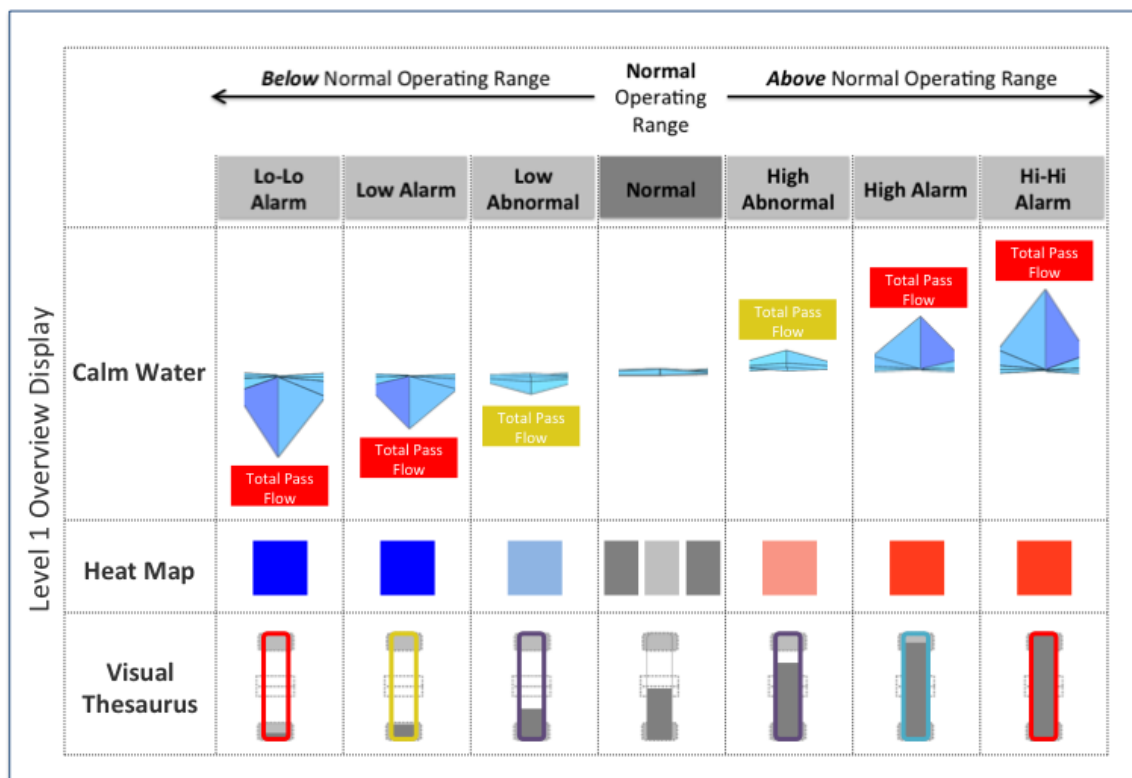 Below Normal Operating Range
Normal
Operating
Range
Above Normal Operating Range
Lo-Lo
Alarm
Low Alarm
Low
Abnormal
Normal
High
Abnormal
High Alarm
Hi-Hi
Alarm
Level 1 Overview Display
Calm Water
Total Pass
Flow
Total Pass
Flow
Total Pass
Flow
Total Pass
Flow
Total Pass
Flow
Total Pass
Flow
Heat Map
Visual
Thesaurus